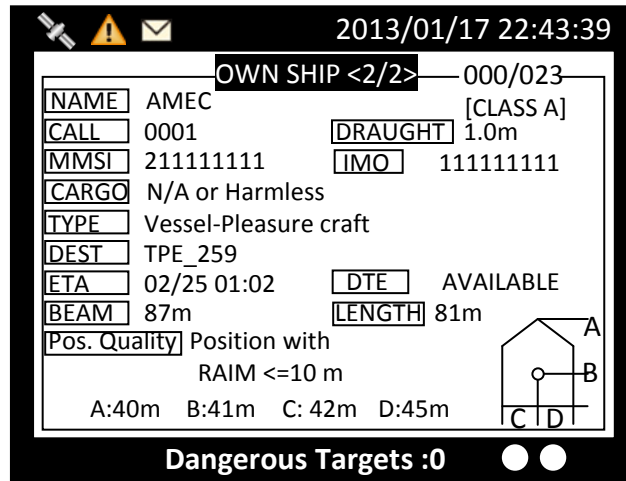 2013/01/17 22:43:39
OWN SHIP <2/2> 000/023
NAME AMEC [CLASS A]
CALL 0001 DRAUGHT 1.0m
MMSI 211111111 IMO 111111111
CARGO N/A or Harmless
TYPE Vessel-Pleasure craft
DEST TPE_259
ETA 02/25 01:02 DTE AVAILABLE
BEAM 87m LENGTH 81m
A
Pos. Quality Position with
RAIM <=10 m
B
A:40m B:41m C: 42m D:45m
C D
Dangerous Targets :0